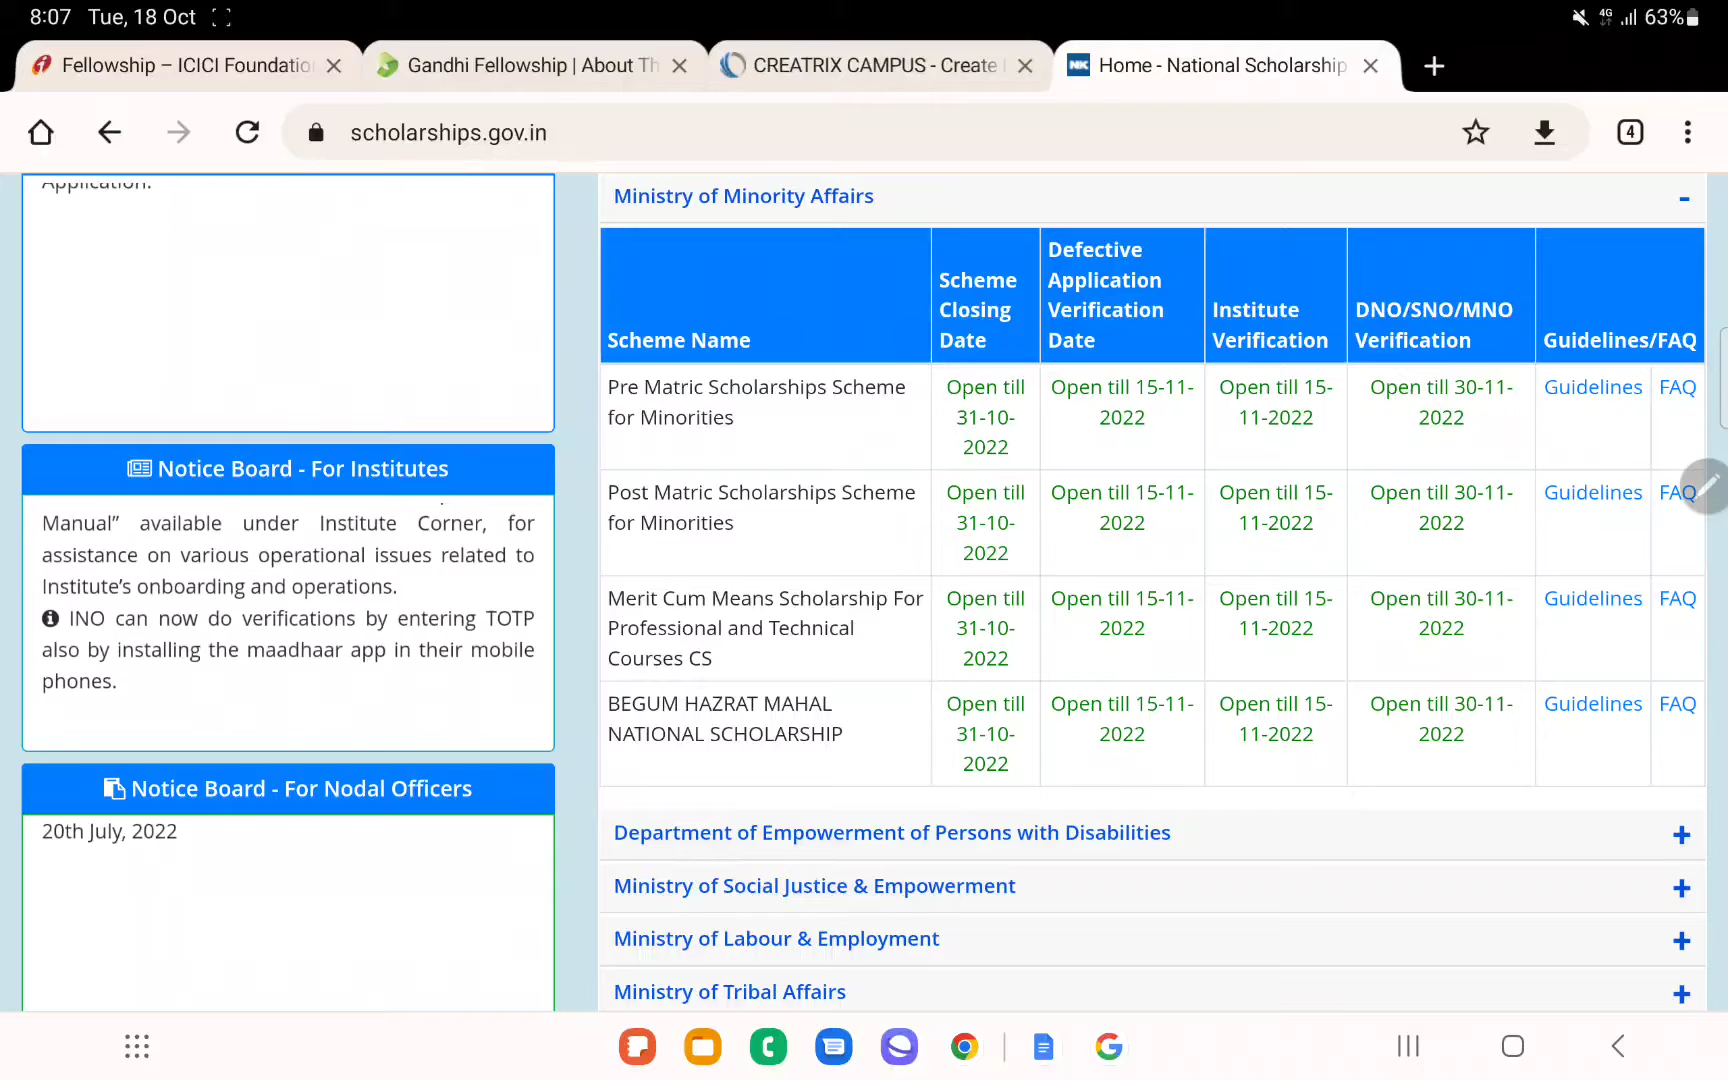 8:07 Tue, 18 Oct
4G 63%
Fellowship – ICICI Foundatio
Gandhi Fellowship | About Th
CREATRIX CAMPUS - Create
NK Home - National Scholarship
scholarships.gov.in
4
Application.
Notice Board - For Institutes
Manual” available under Institute Corner, for
assistance on various operational issues related to
Institute’s onboarding and operations.
INO can now do verifications by entering TOTP
also by installing the maadhaar app in their mobile
phones.
Notice Board - For Nodal Officers
20th July, 2022
Ministry of Minority Affairs -
Scheme Name
Scheme
Closing
Date
Defective
Application
Verification
Date
Institute
Verification
DNO/SNO/MNO
Verification
Guidelines/FAQ
Pre Matric Scholarships Scheme
for Minorities
Open till
31-10-
2022
Open till 15-11-
2022
Open till 15-
11-2022
Open till 30-11-
2022
Guidelines
FAQ
Post Matric Scholarships Scheme
for Minorities
Open till
31-10-
2022
Open till 15-11-
2022
Open till 15-
11-2022
Open till 30-11-
2022
Guidelines
FAQ
Merit Cum Means Scholarship For
Professional and Technical
Courses CS
Open till
31-10-
2022
Open till 15-11-
2022
Open till 15-
11-2022
Open till 30-11-
2022
Guidelines
FAQ
BEGUM HAZRAT MAHAL
NATIONAL SCHOLARSHIP
Open till
31-10-
2022
Open till 15-11-
2022
Open till 15-
11-2022
Open till 30-11-
2022
Guidelines
FAQ
Department of Empowerment of Persons with Disabilities +
Ministry of Social Justice & Empowerment +
Ministry of Labour & Employment +
Ministry of Tribal Affairs +